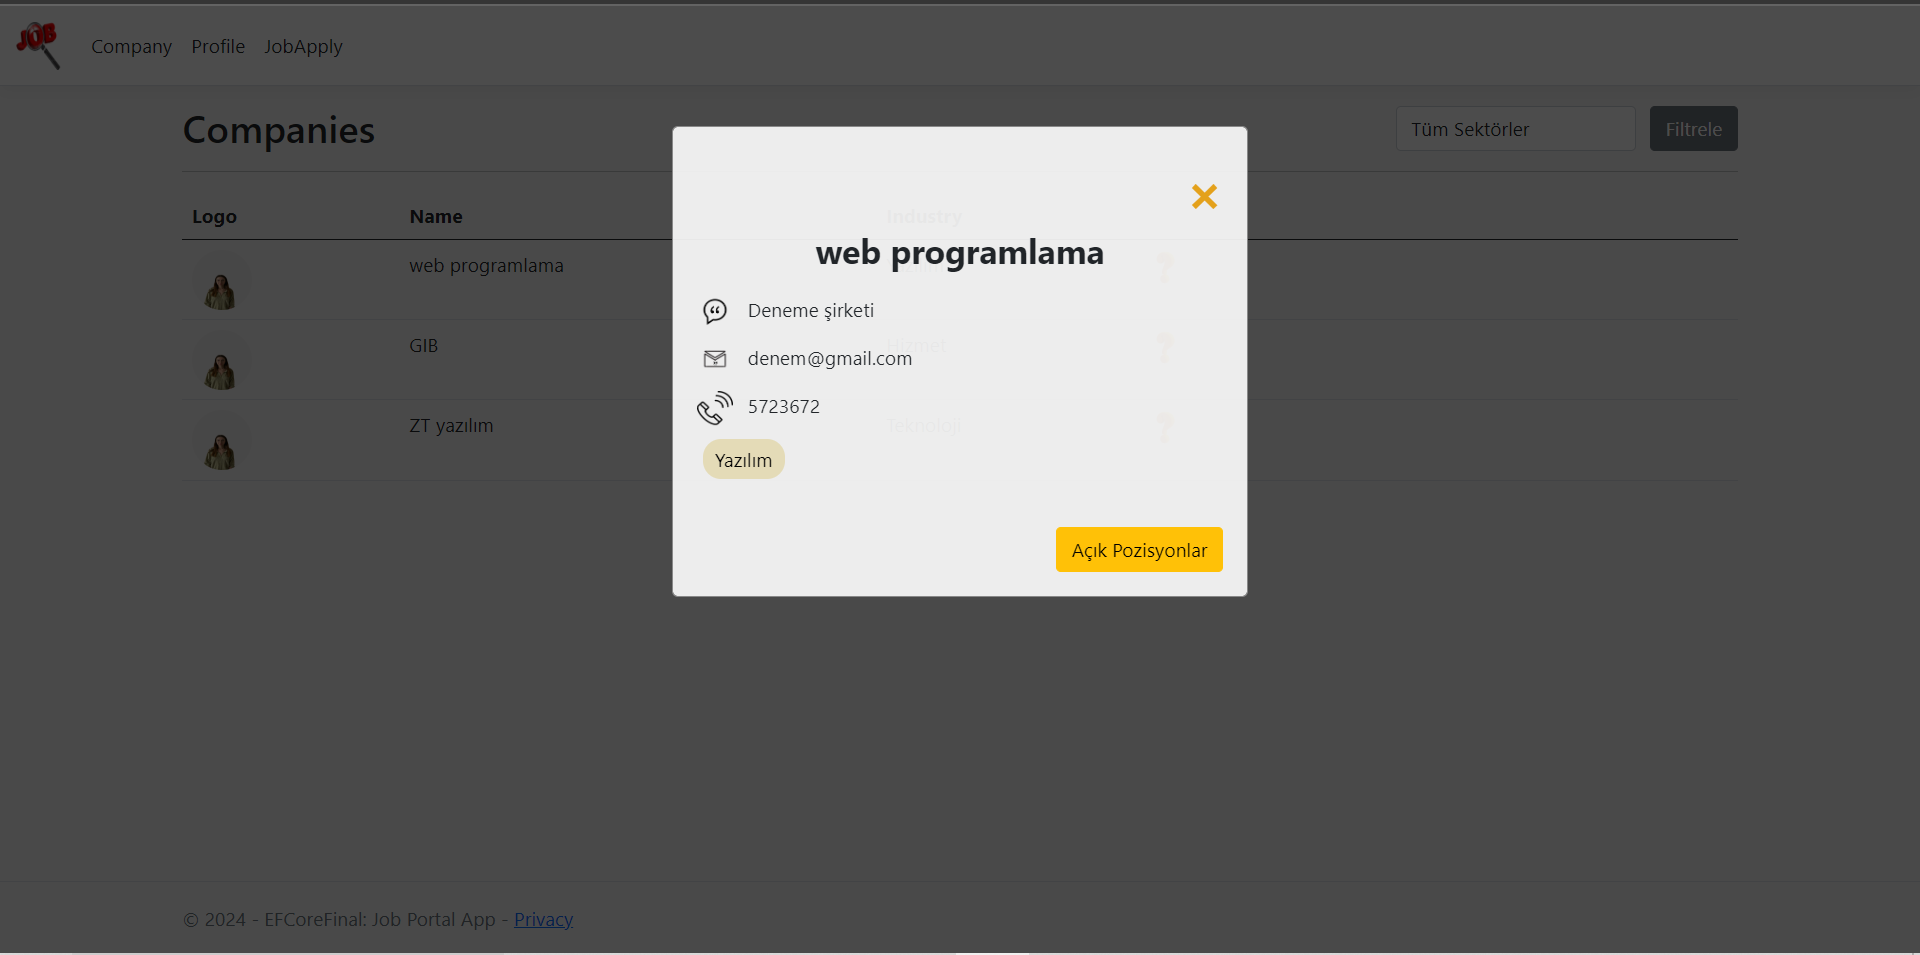 JOB
Company Profile JobApply
Companies
Tüm Sektörler Filtrele
Logo Name Industry
web programlama
GIB Hizmet
ZT yazılım Teknoloji
web programlama
Deneme şirketi
denem@gmail.com
5723672
Yazılım
Açık Pozisyonlar
© 2024 - EFCoreFinal: Job Portal App - Privacy